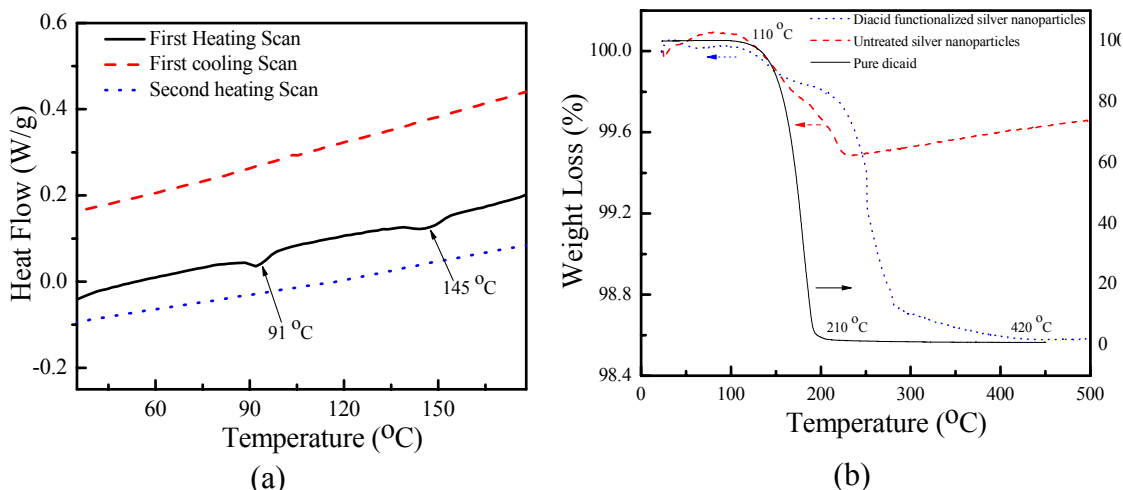 0.6
0.4
0.2
0.0
-0.2
Heat Flow (W/g)
First Heating Scan
First cooling Scan
Second heating Scan
91 °C
145 °C
60
90
120
150
Temperature (°C)
(a)
100.0
99.6
99.2
98.8
98.4
Weight Loss (%)
Diacid functionalized silver nanoparticles
Untreated silver nanoparticles
Pure dicaid
110 °C
210 °C
420 °C
100
80
60
40
20
0
0
100
200
300
400
500
Temperature (°C)
(b)